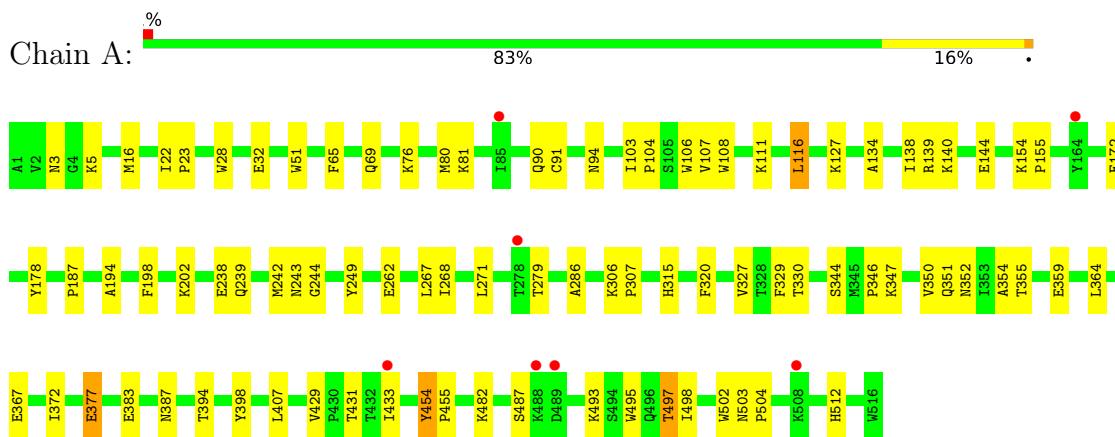 .%
Chain A:
83% 16% •
A1 V2 N3 G4 K5 M16 I22 P23 W28 E32 W51 F65 Q69 K76 M80 K81 I85 Q90 C91 N94 I103 P104 S105 W106 V107 W108 K111 L116 K127 A134 I138 R139 K140 E144 K154 P155 Y164
Y178 P187 A194 F198 K202 E238 Q239 M242 N243 G244 Y249 E262 L267 I268 L271 T278 T279 A286 K306 P307 H315 F320 V327 T328 F329 T330 S344 M345 P346 K347 V350 Q351 N352 I353 A354 T355 E359 L364
E367 I372 E377 E383 N387 T394 Y398 L407 V429 P430 T431 T432 I433 Y454 P455 K482 S487 K488 D489 K493 S494 W495 Q496 T497 I498 W502 N503 P504 K508 H512 W516